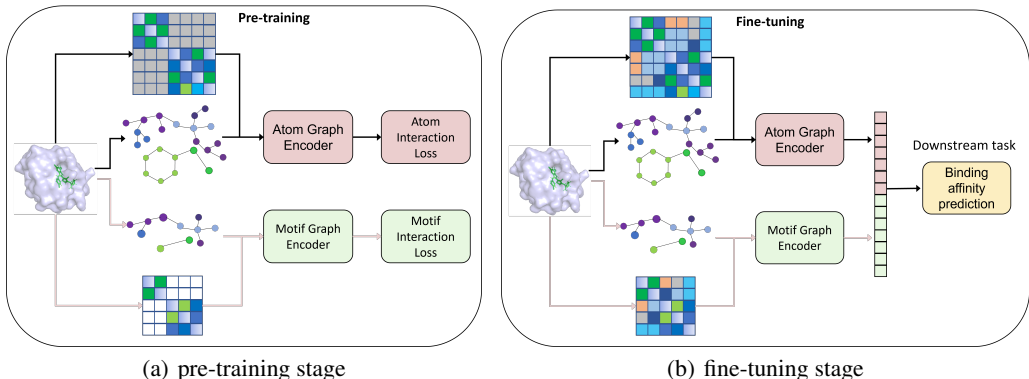 Pre-training
Atom Graph
Encoder
Atom
Interaction
Loss
Motif Graph
Encoder
Motif
Interaction
Loss
(a) pre-training stage
Fine-tuning
Atom Graph
Encoder
Motif Graph
Encoder
Downstream task
Binding
affinity
prediction
(b) fine-tuning stage